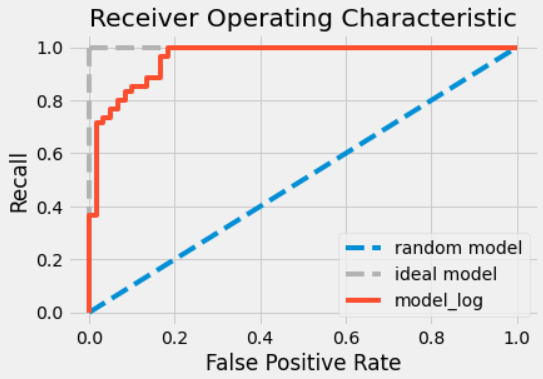 Receiver Operating Characteristic
1.0
0.8
0.6
0.4
0.2
0.0
Recall
random model
ideal model
model_log
0.0 0.2 0.4 0.6 0.8 1.0
False Positive Rate